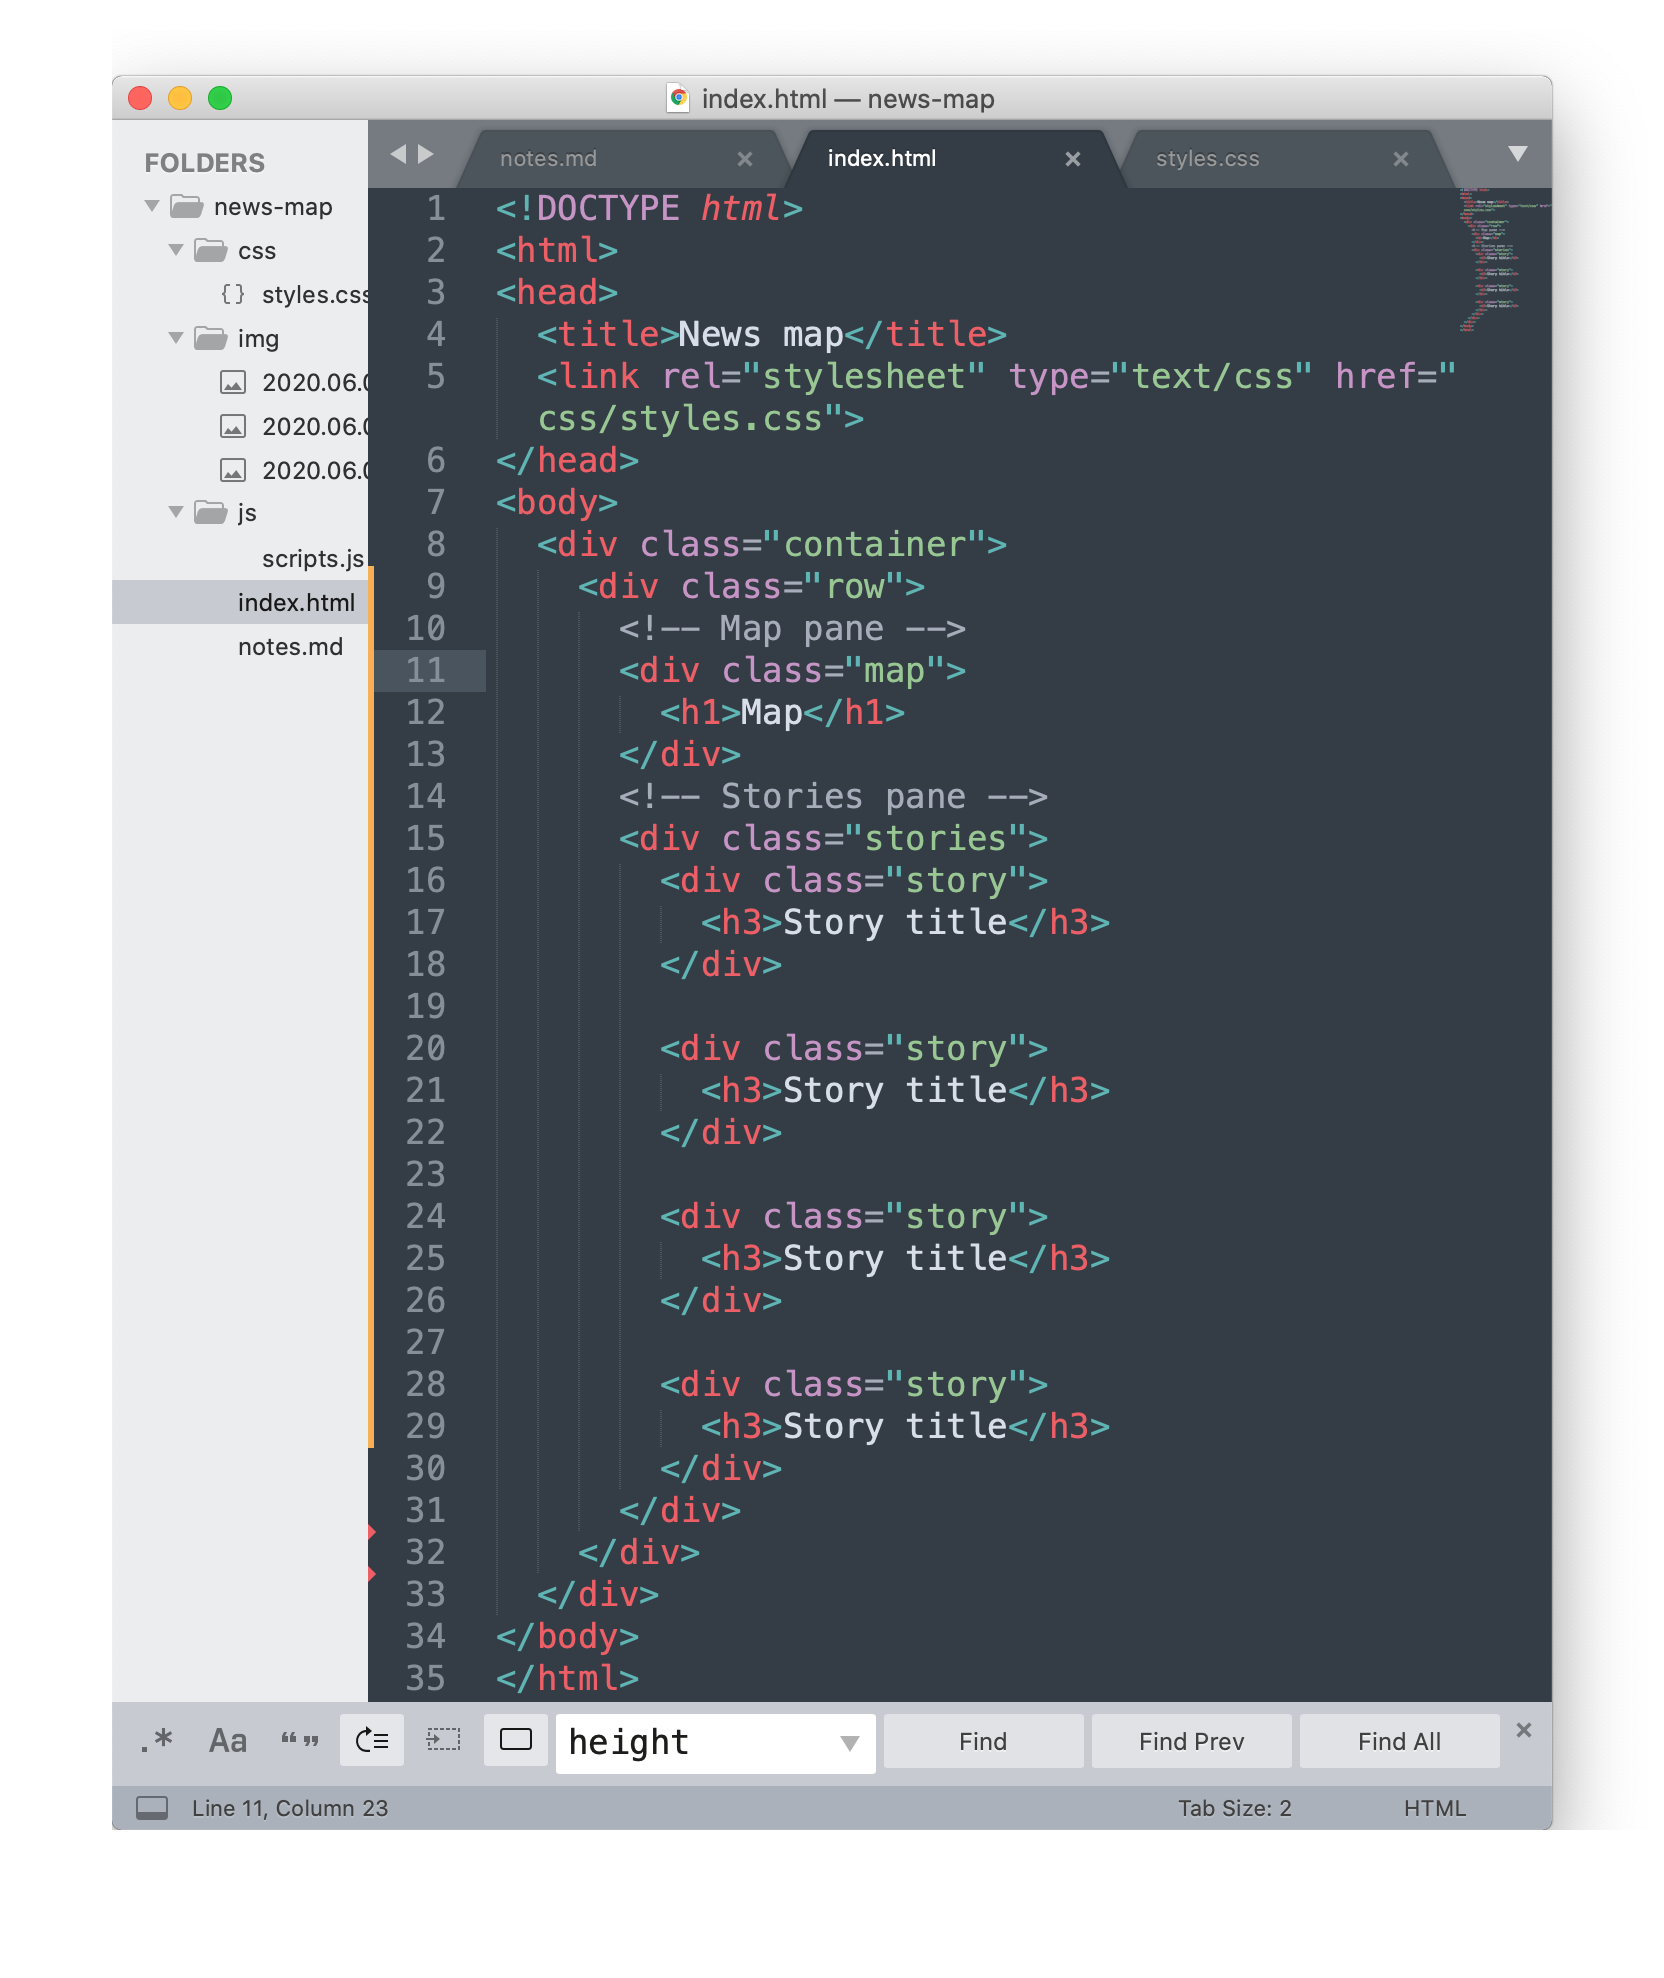 index.html — news-map
FOLDERS
news-map
css
styles.css
img
2020.06.0
2020.06.0
2020.06.0
js
scripts.js
index.html
notes.md
notes.md × index.html × styles.css ×
1 <!DOCTYPE html>
2 <html>
3 <head>
4   <title>News map</title>
5   <link rel="stylesheet" type="text/css" href="
css/styles.css">
6 </head>
7 <body>
8   <div class="container">
9     <div class="row">
10       <!-- Map pane -->
11       <div class="map">
12         <h1>Map</h1>
13       </div>
14       <!-- Stories pane -->
15       <div class="stories">
16         <div class="story">
17           <h3>Story title</h3>
18         </div>
19
20         <div class="story">
21           <h3>Story title</h3>
22         </div>
23
24         <div class="story">
25           <h3>Story title</h3>
26         </div>
27
28         <div class="story">
29           <h3>Story title</h3>
30         </div>
31       </div>
32     </div>
33   </div>
34 </body>
35 </html>
.* Aa “” height Find Find Prev Find All ×
Line 11, Column 23 Tab Size: 2 HTML